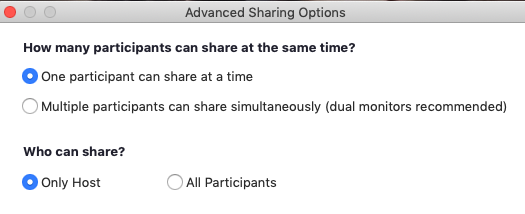 Advanced Sharing Options
How many participants can share at the same time?
One participant can share at a time
Multiple participants can share simultaneously (dual monitors recommended)
Who can share?
Only Host All Participants